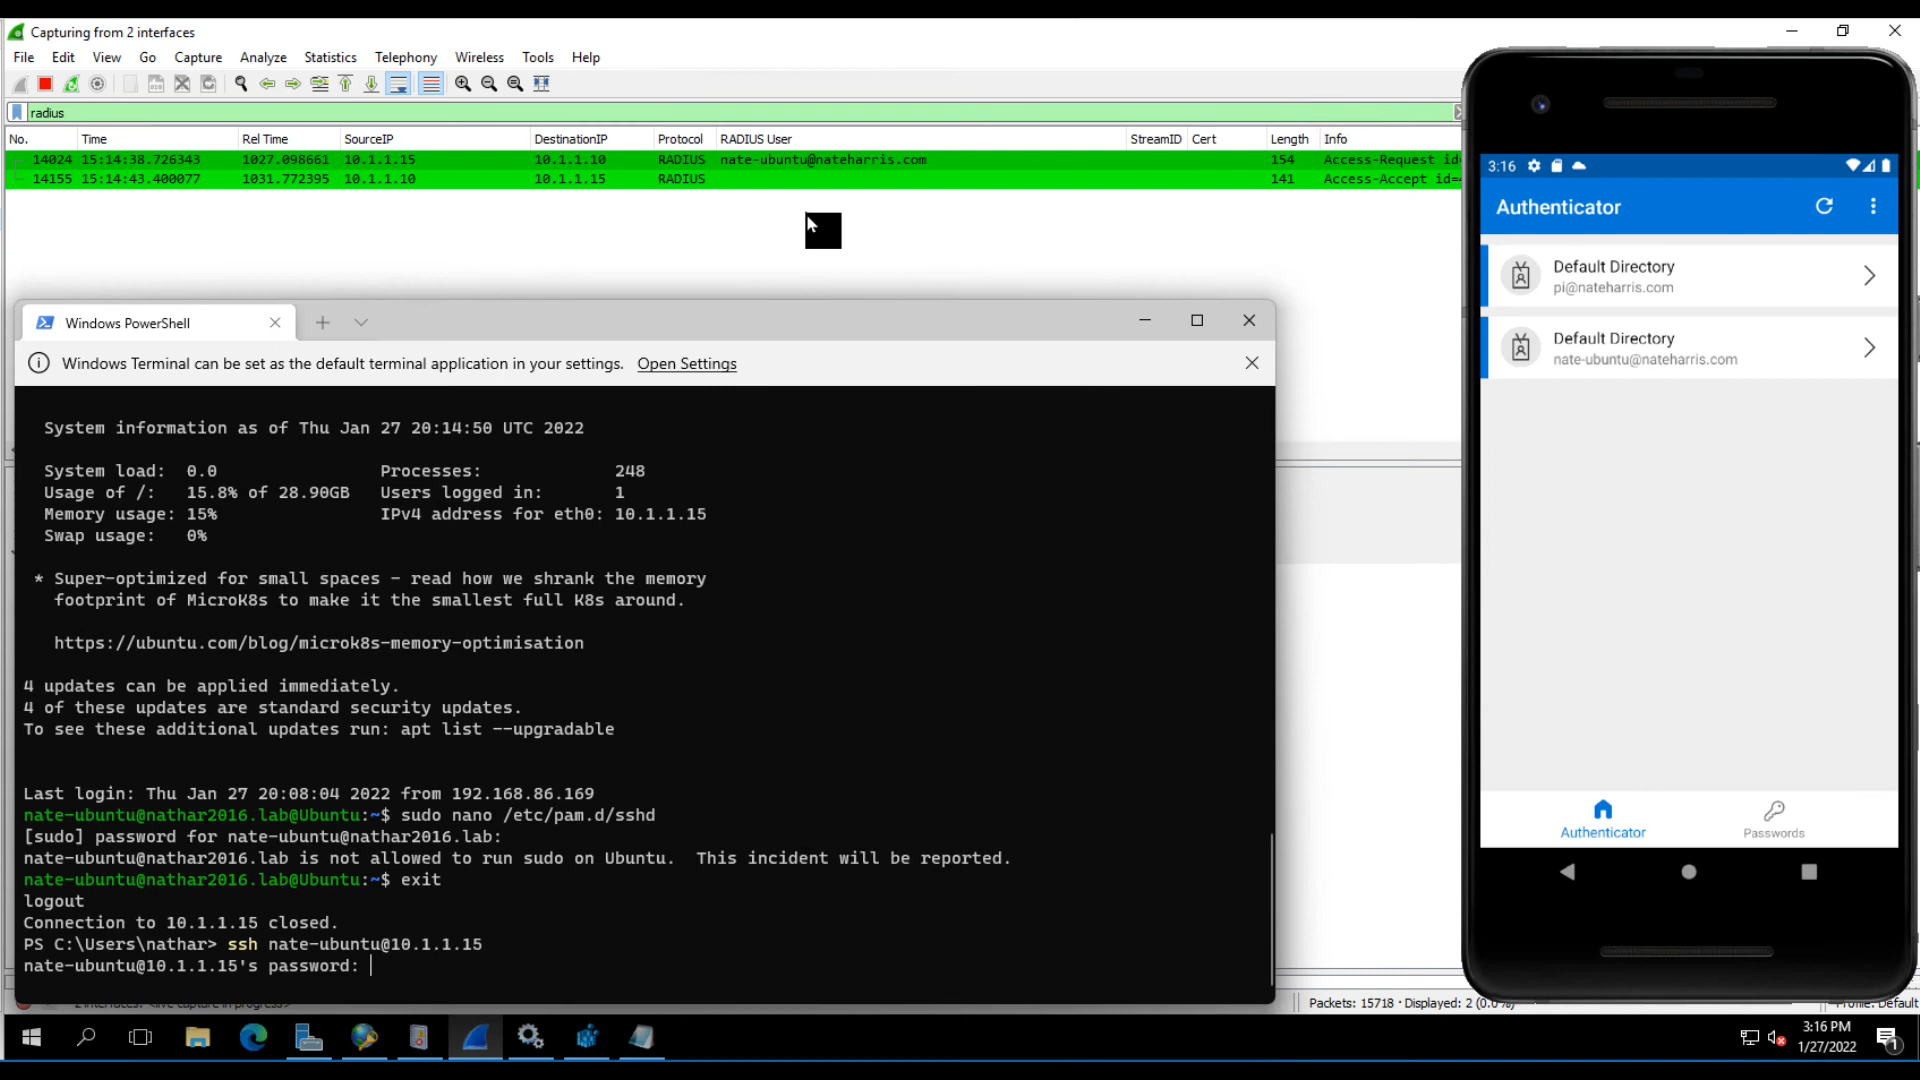 Capturing from 2 interfaces
File Edit View Go Capture Analyze Statistics Telephony Wireless Tools Help
radius
No. Time Rel Time SourceIP DestinationIP Protocol RADIUS User StreamID Cert Length Info
14024 15:14:38.726343 1027.098661 10.1.1.15 10.1.1.10 RADIUS nate-ubuntu@nateharris.com 154 Access-Request id=
14155 15:14:43.400077 1031.772395 10.1.1.10 10.1.1.15 RADIUS 141 Access-Accept id=
Windows PowerShell
Windows Terminal can be set as the default terminal application in your settings. Open Settings
System information as of Thu Jan 27 20:14:50 UTC 2022
System load: 0.0 Processes: 248
Usage of /: 15.8% of 28.90GB Users logged in: 1
Memory usage: 15% IPv4 address for eth0: 10.1.1.15
Swap usage: 0%
* Super-optimized for small spaces - read how we shrank the memory
footprint of MicroK8s to make it the smallest full K8s around.
https://ubuntu.com/blog/microk8s-memory-optimisation
4 updates can be applied immediately.
4 of these updates are standard security updates.
To see these additional updates run: apt list --upgradable
Last login: Thu Jan 27 20:08:04 2022 from 192.168.86.169
nate-ubuntu@nathar2016.lab@Ubuntu:~$ sudo nano /etc/pam.d/sshd
[sudo] password for nate-ubuntu@nathar2016.lab:
nate-ubuntu@nathar2016.lab is not allowed to run sudo on Ubuntu.  This incident will be reported.
nate-ubuntu@nathar2016.lab@Ubuntu:~$ exit
logout
Connection to 10.1.1.15 closed.
PS C:\Users\nathar> ssh nate-ubuntu@10.1.1.15
nate-ubuntu@10.1.1.15's password:
Packets: 15718 · Displayed: 2 (0.0%)
Profile: Default
3:16 PM
1/27/2022
1
3:16
Authenticator
Default Directory
pi@nateharris.com
Default Directory
nate-ubuntu@nateharris.com
Authenticator Passwords